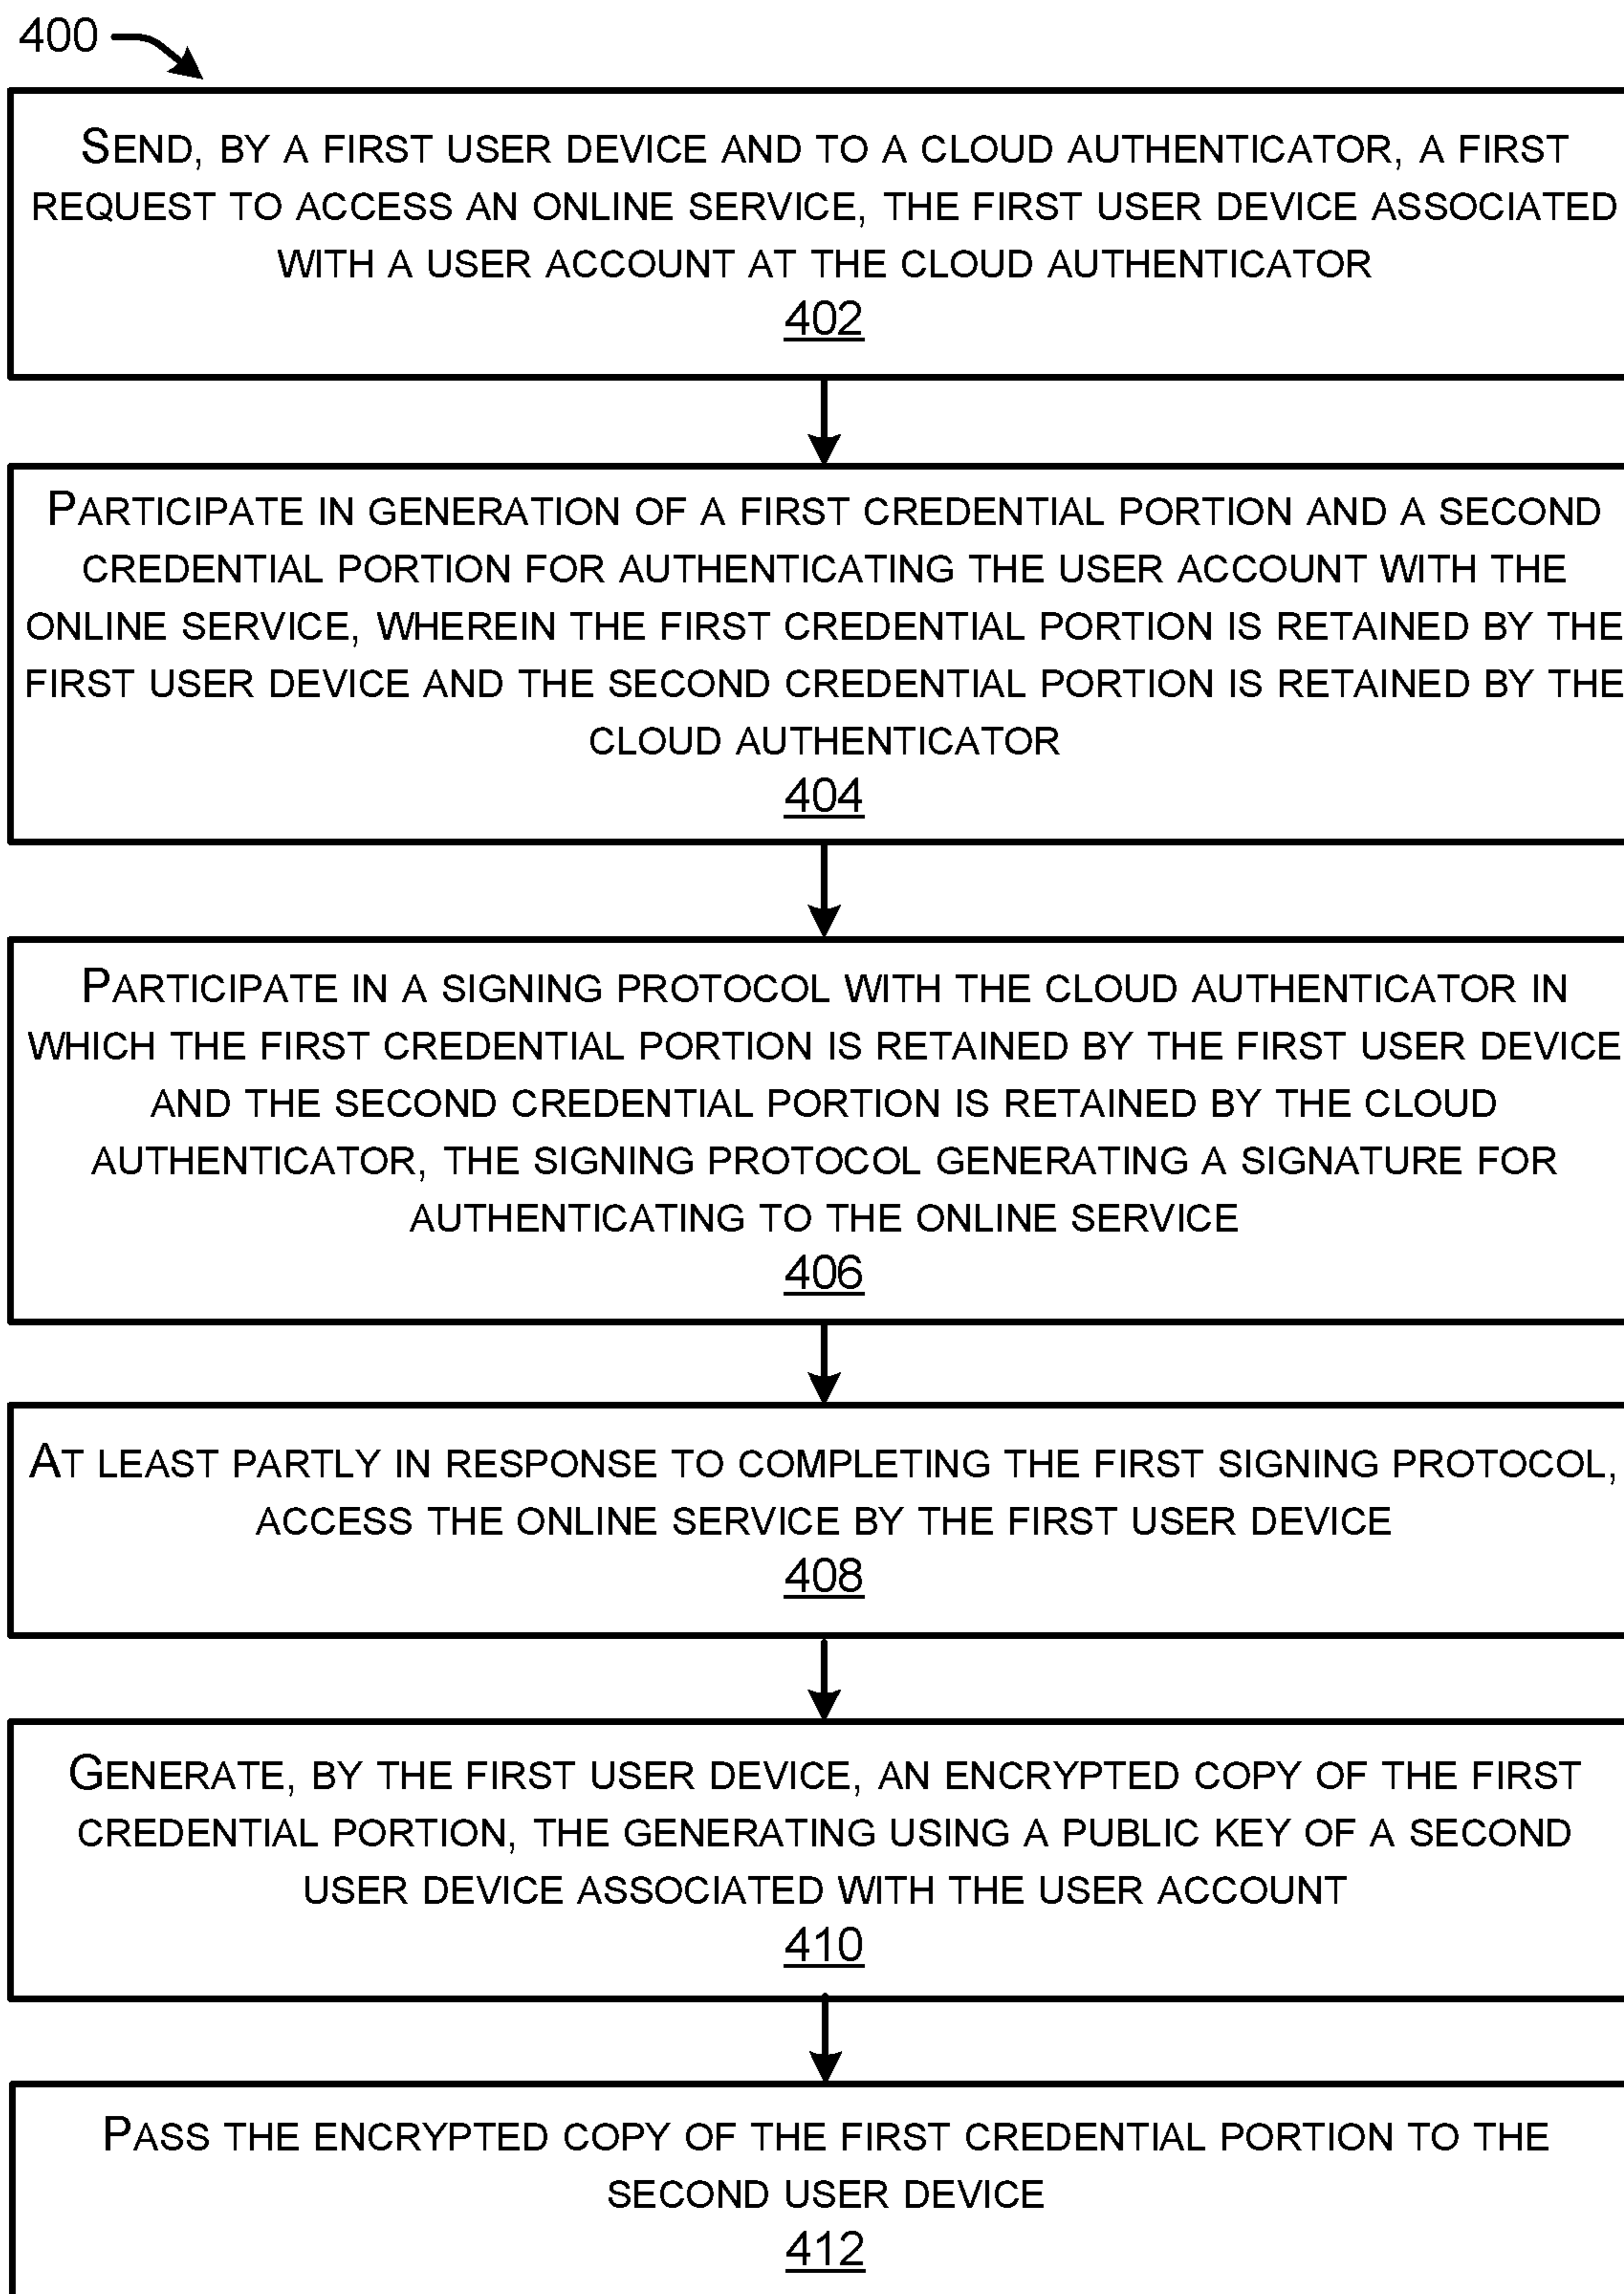 400
SEND, BY A FIRST USER DEVICE AND TO A CLOUD AUTHENTICATOR, A FIRST
REQUEST TO ACCESS AN ONLINE SERVICE, THE FIRST USER DEVICE ASSOCIATED
WITH A USER ACCOUNT AT THE CLOUD AUTHENTICATOR
402
PARTICIPATE IN GENERATION OF A FIRST CREDENTIAL PORTION AND A SECOND
CREDENTIAL PORTION FOR AUTHENTICATING THE USER ACCOUNT WITH THE
ONLINE SERVICE, WHEREIN THE FIRST CREDENTIAL PORTION IS RETAINED BY THE
FIRST USER DEVICE AND THE SECOND CREDENTIAL PORTION IS RETAINED BY THE
CLOUD AUTHENTICATOR
404
PARTICIPATE IN A SIGNING PROTOCOL WITH THE CLOUD AUTHENTICATOR IN
WHICH THE FIRST CREDENTIAL PORTION IS RETAINED BY THE FIRST USER DEVICE
AND THE SECOND CREDENTIAL PORTION IS RETAINED BY THE CLOUD
AUTHENTICATOR, THE SIGNING PROTOCOL GENERATING A SIGNATURE FOR
AUTHENTICATING TO THE ONLINE SERVICE
406
AT LEAST PARTLY IN RESPONSE TO COMPLETING THE FIRST SIGNING PROTOCOL,
ACCESS THE ONLINE SERVICE BY THE FIRST USER DEVICE
408
GENERATE, BY THE FIRST USER DEVICE, AN ENCRYPTED COPY OF THE FIRST
CREDENTIAL PORTION, THE GENERATING USING A PUBLIC KEY OF A SECOND
USER DEVICE ASSOCIATED WITH THE USER ACCOUNT
410
PASS THE ENCRYPTED COPY OF THE FIRST CREDENTIAL PORTION TO THE
SECOND USER DEVICE
412